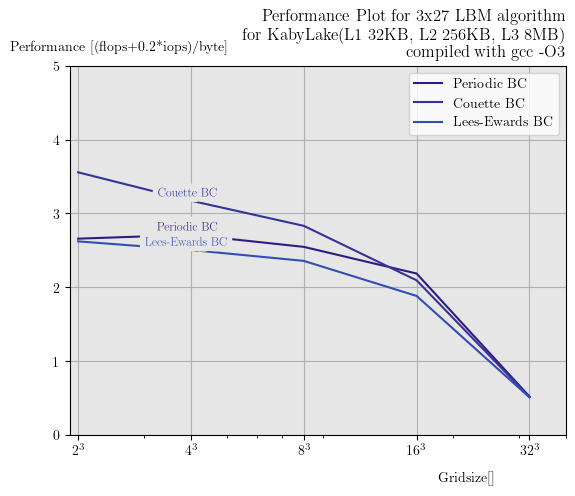 Performance Plot for 3x27 LBM algorithm
for KabyLake(L1 32KB, L2 256KB, L3 8MB)
compiled with gcc -O3
Performance [(flops+0.2*iops)/byte]
5
4
3
2
1
0
Periodic BC
Couette BC
Lees-Ewards BC
Couette BC
Periodic BC
Lees-Ewards BC
2³ 4³ 8³ 16³ 32³
Gridsize[]